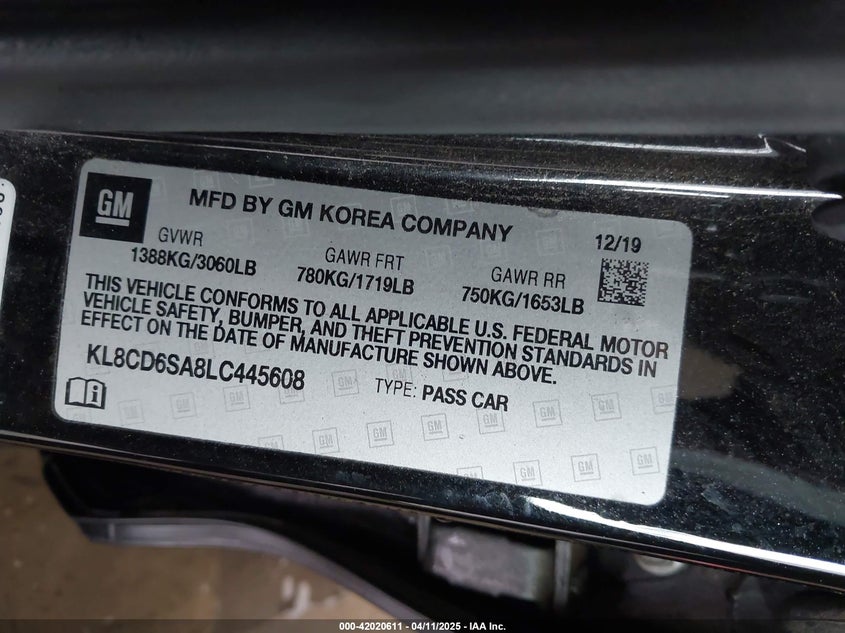 GM
MFD BY GM KOREA COMPANY
12/19
GVWR
1388KG/3060LB
GAWR FRT
780KG/1719LB
GAWR RR
750KG/1653LB
THIS VEHICLE CONFORMS TO ALL APPLICABLE U.S. FEDERAL MOTOR
VEHICLE SAFETY, BUMPER, AND THEFT PREVENTION STANDARDS IN
EFFECT ON THE DATE OF MANUFACTURE SHOWN ABOVE.
KL8CD6SA8LC445608
TYPE: PASS CAR
000-42020611 - 04/11/2025 - IAA Inc.